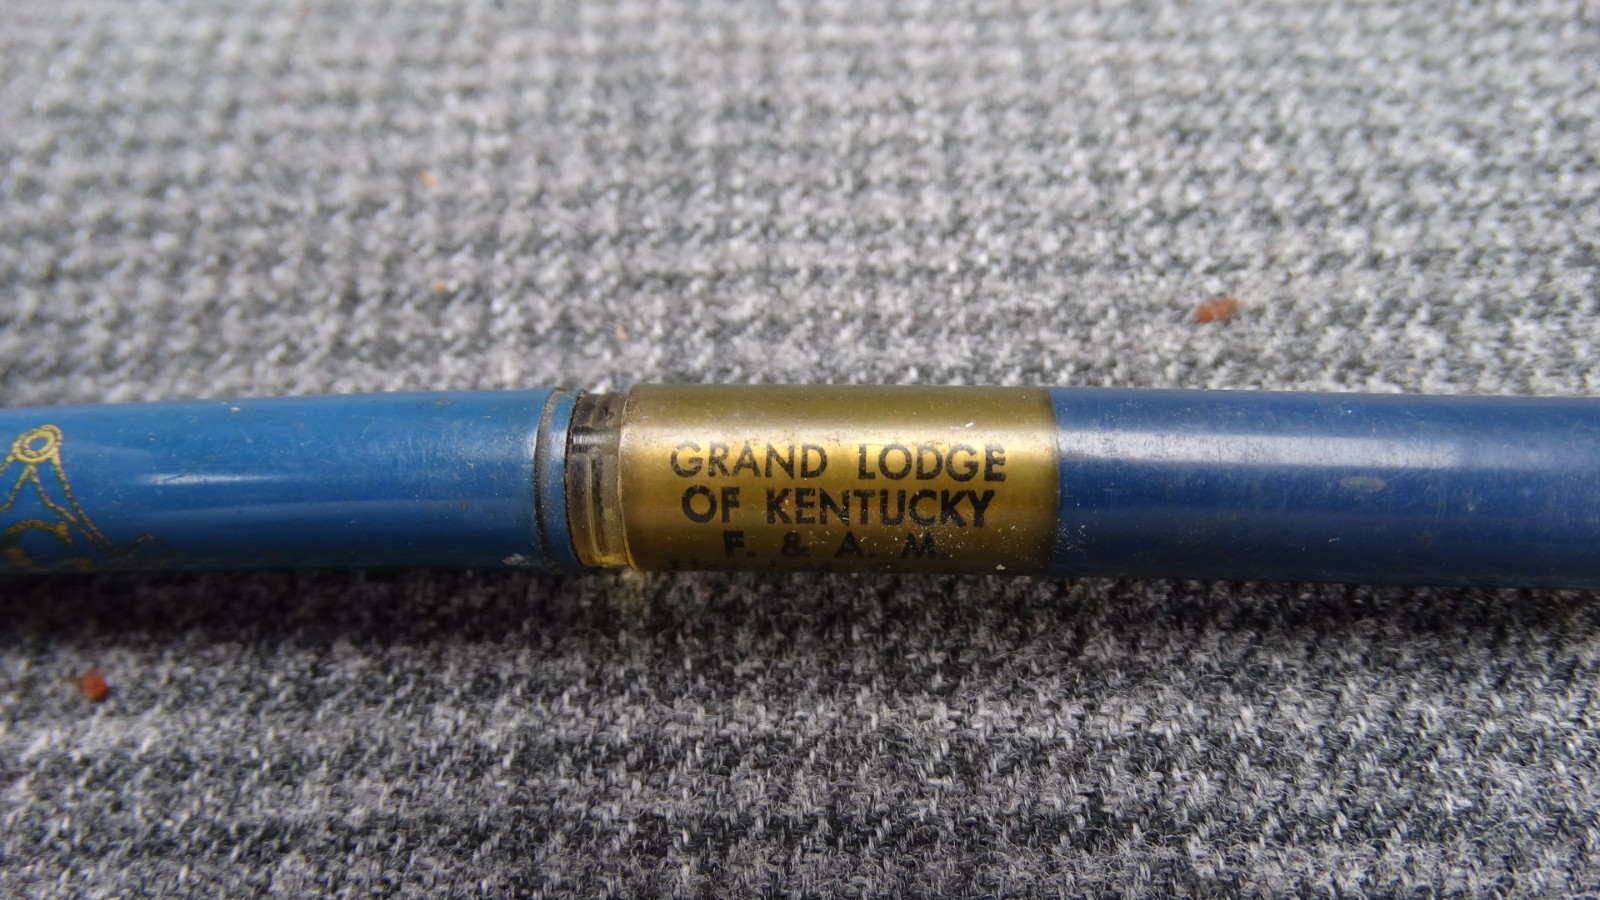 GRAND LODGE
OF KENTUCKY
F. & A. M.